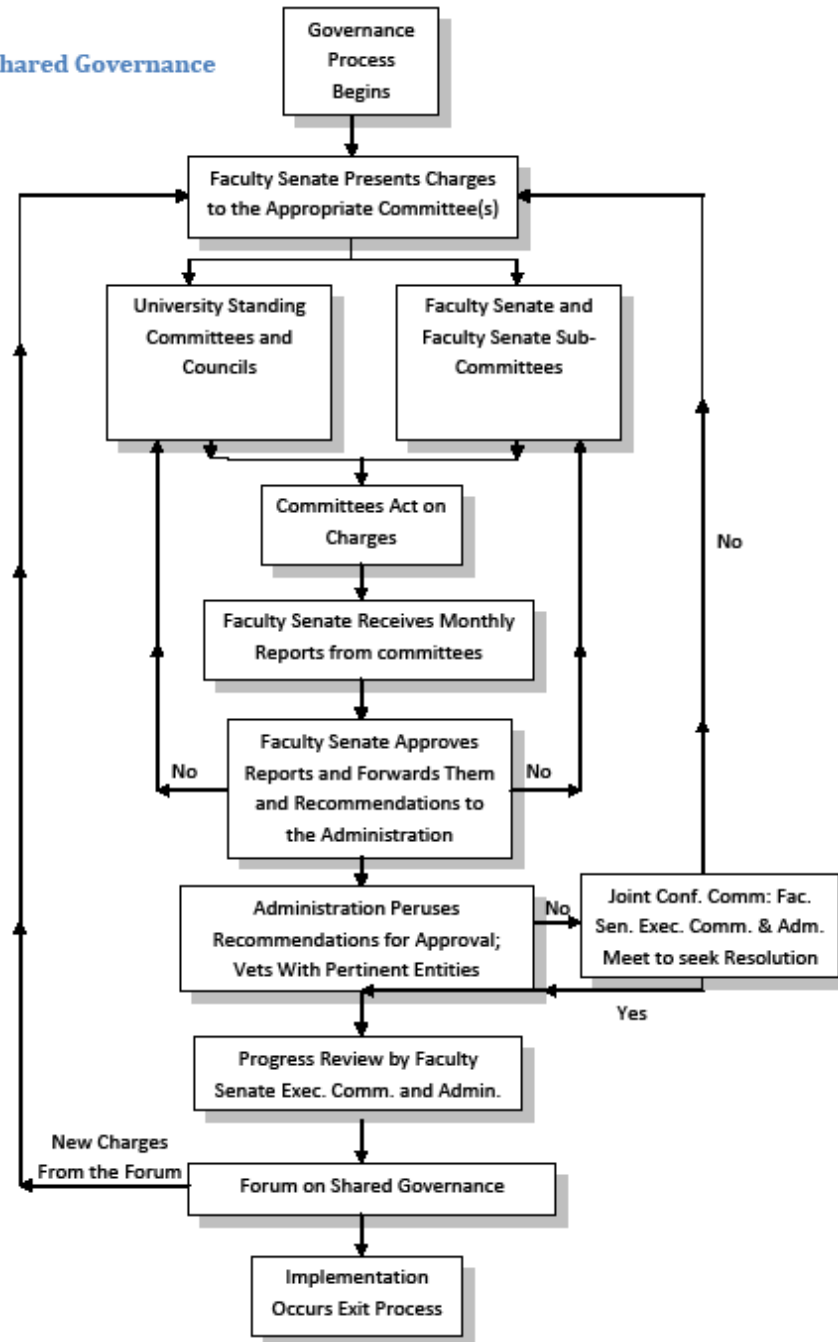 Governance
Process
Begins
hared Governance
Faculty Senate Presents Charges
to the Appropriate Committee(s)
University Standing
Committees and
Councils
Faculty Senate and
Faculty Senate Sub-
Committees
Committees Act on
Charges
No
Faculty Senate Receives Monthly
Reports from committees
Faculty Senate Approves
Reports and Forwards Them
and Recommendations to
the Administration
No
No
Administration Peruses
Recommendations for Approval;
Vets With Pertinent Entities
No
Joint Conf. Comm: Fac.
Sen. Exec. Comm. & Adm.
Meet to seek Resolution
Yes
Progress Review by Faculty
Senate Exec. Comm. and Admin.
New Charges
From the Forum
Forum on Shared Governance
Implementation
Occurs Exit Process